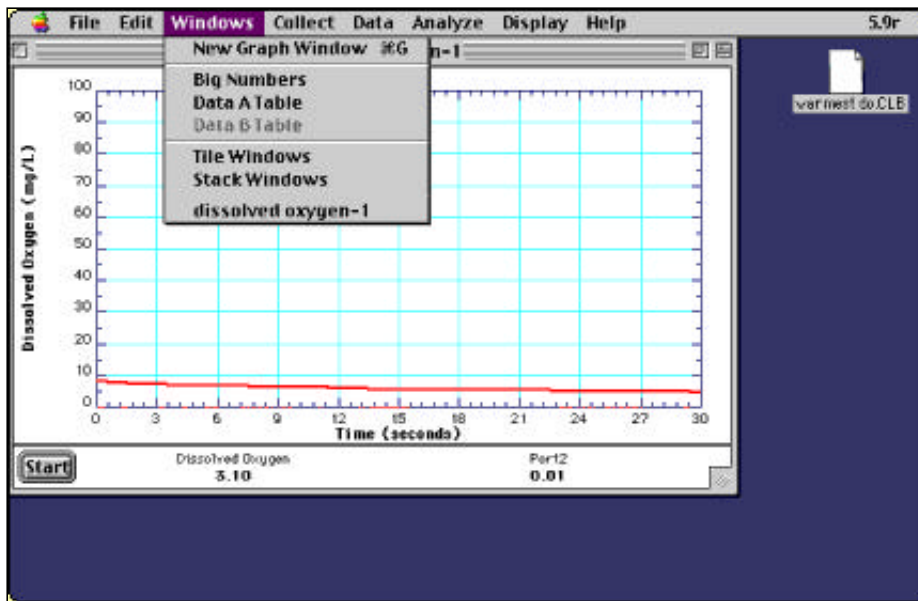 File Edit Windows Collect Data Analyze Display Help 5.9r
n-1
New Graph Window ⌘G
Big Numbers
Data A Table
Data B Table
Tile Windows
Stack Windows
dissolved oxygen-1
warmest do.CLB
Dissolved Oxygen (mg/L)
100
90
80
70
60
50
40
30
20
10
0
0 3 6 9 12 15 18 21 24 27 30
Time (seconds)
Start
Dissolved Oxygen Port2
3.10 0.01